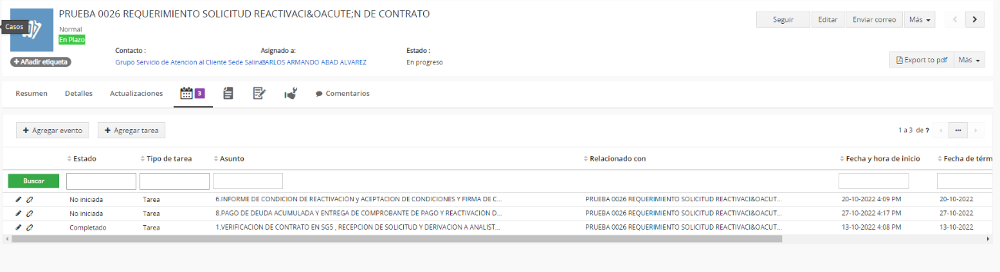 PRUEBA 0026 REQUERIMIENTO SOLICITUD REACTIVACI&OACUTE;N DE CONTRATO
Casos
Normal
En Plazo
Seguir Editar Enviar correo Más
Contacto : Asignado a: Estado :
Añadir etiqueta Grupo Servicio de Atencion al Cliente Sede Salinas CARLOS ARMANDO ABAD ALVAREZ En progreso
Export to pdf Más
Resumen Detalles Actualizaciones 3 Comentarios
Agregar evento Agregar tarea 1 a 3 de ?
Estado Tipo de tarea Asunto Relacionado con Fecha y hora de inicio Fecha de térm
Buscar
No iniciada Tarea 6.INFORME DE CONDICION DE REACTIVACIÓN y ACEPTACION DE CONDICIONES Y FIRMA DE C... PRUEBA 0026 REQUERIMIENTO SOLICITUD REACTIVACI&OACUT... 20-10-2022 4:09 PM 20-10-2022
No iniciada Tarea 8.PAGO DE DEUDA ACUMULADA Y ENTREGA DE COMPROBANTE DE PAGO Y REACTIVACIÓN D... PRUEBA 0026 REQUERIMIENTO SOLICITUD REACTIVACI&OACUT... 27-10-2022 4:17 PM 27-10-2022
Completado Tarea 1.VERIFICACIÓN DE CONTRATO EN SG5 , RECEPCIÓN DE SOLICITUD Y DERIVACION A ANALIST... PRUEBA 0026 REQUERIMIENTO SOLICITUD REACTIVACI&OACUT... 13-10-2022 4:08 PM 13-10-2022